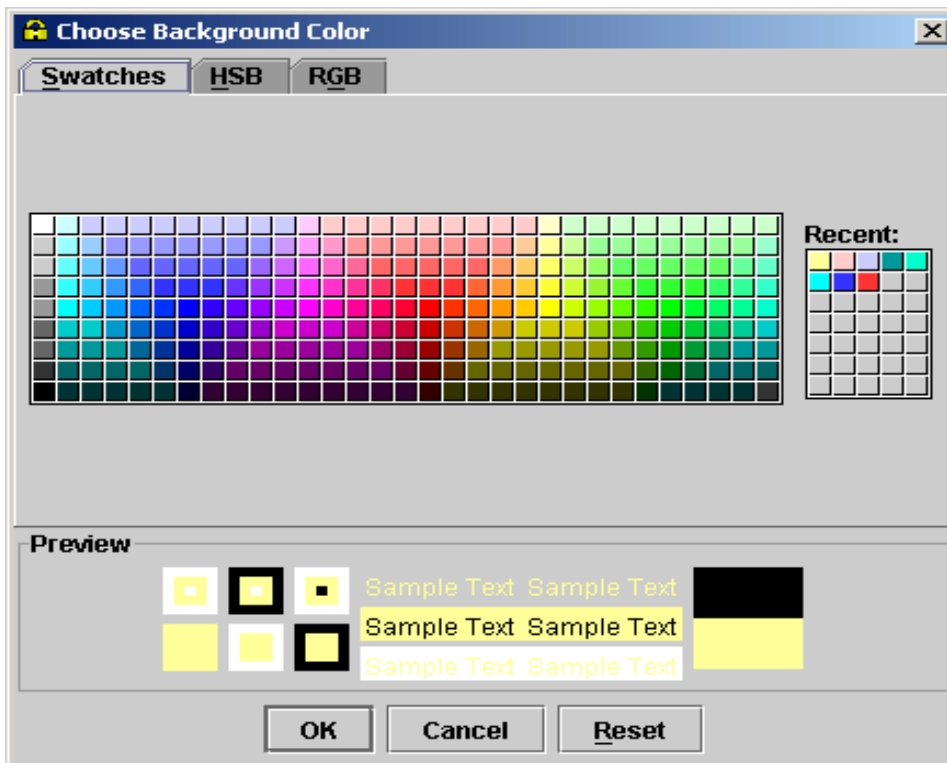 Choose Background Color
Swatches HSB RGB
Recent:
Preview
Sample Text Sample Text
Sample Text Sample Text
Sample Text Sample Text
OK Cancel Reset